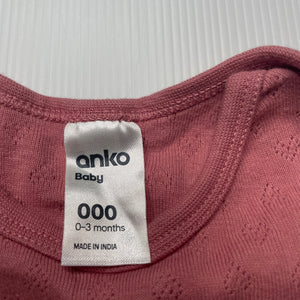 anko
Baby
000
0-3 months
MADE IN INDIA